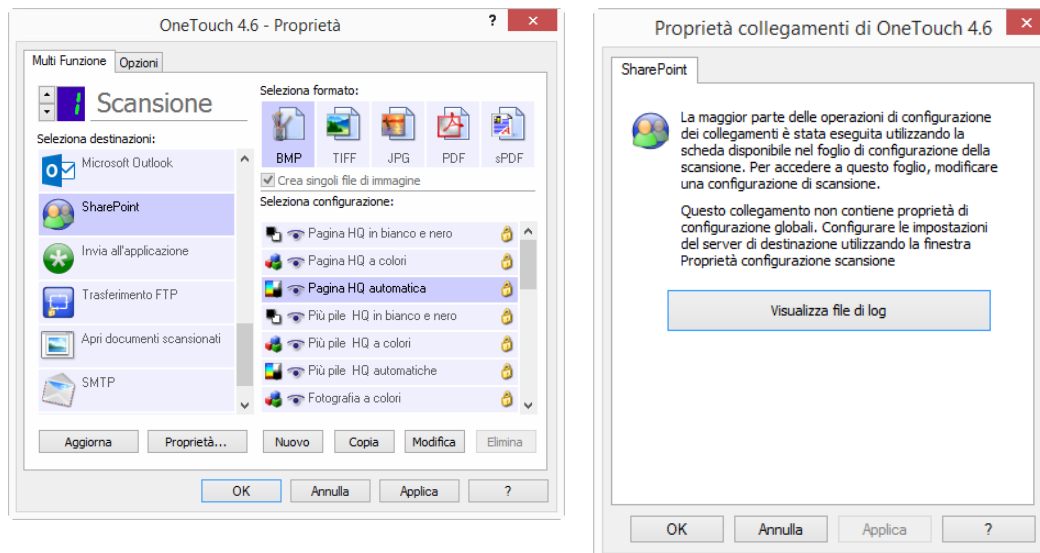 OneTouch 4.6 - Proprietà
?
×
Multi Funzione
Opzioni
1
Scansione
Seleziona destinazioni:
Microsoft Outlook
SharePoint
Invia all'applicazione
Trasferimento FTP
Apri documenti scansionati
SMTP
Seleziona formato:
BMP
TIFF
JPG
PDF
sPDF
Crea singoli file di immagine
Seleziona configurazione:
Pagina HQ in bianco e nero
Pagina HQ a colori
Pagina HQ automatica
Più pile HQ in bianco e nero
Più pile HQ a colori
Più pile HQ automatiche
Fotografia a colori
Aggiorna
Proprietà...
Nuovo
Copia
Modifica
Elimina
OK
Annulla
Applica
?
Proprietà collegamenti di OneTouch 4.6
×
SharePoint
La maggior parte delle operazioni di configurazione
dei collegamenti è stata eseguita utilizzando la
scheda disponibile nel foglio di configurazione della
scansione. Per accedere a questo foglio, modificare
una configurazione di scansione.
Questo collegamento non contiene proprietà di
configurazione globali. Configurare le impostazioni
del server di destinazione utilizzando la finestra
Proprietà configurazione scansione
Visualizza file di log
OK
Annulla
Applica
?